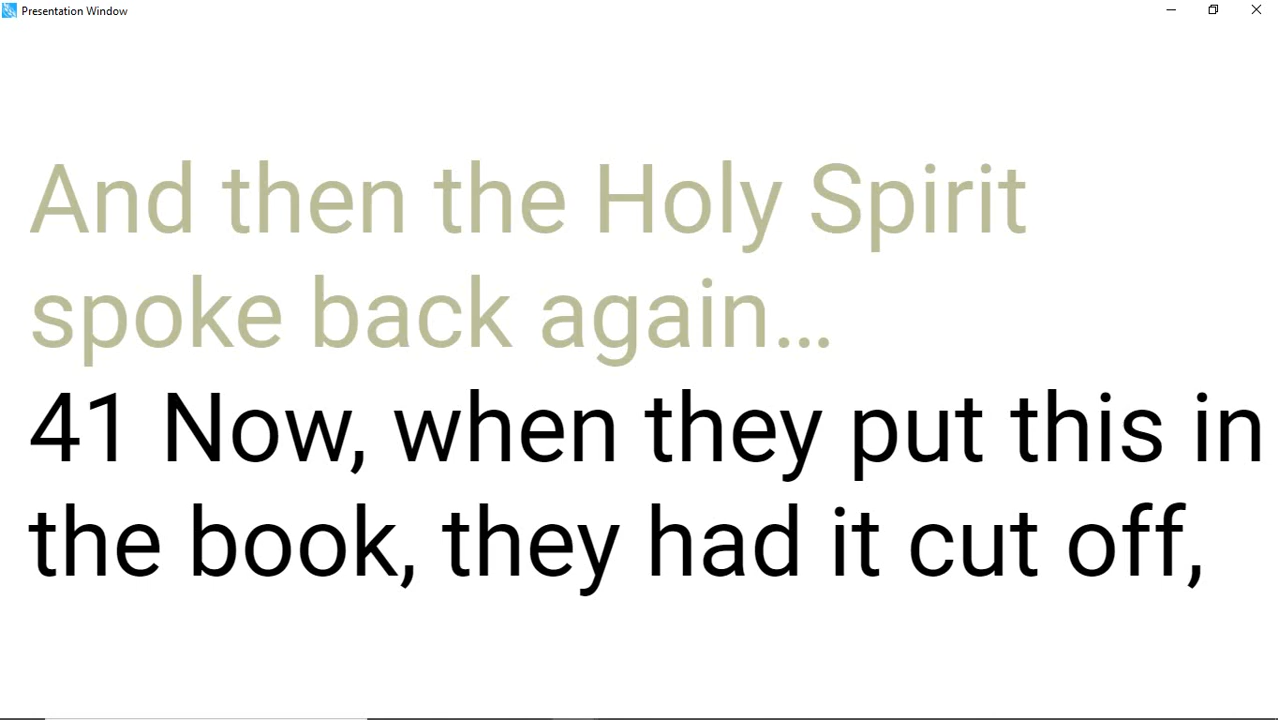 Presentation Window
And then the Holy Spirit
spoke back again…
41 Now, when they put this in
the book, they had it cut off,